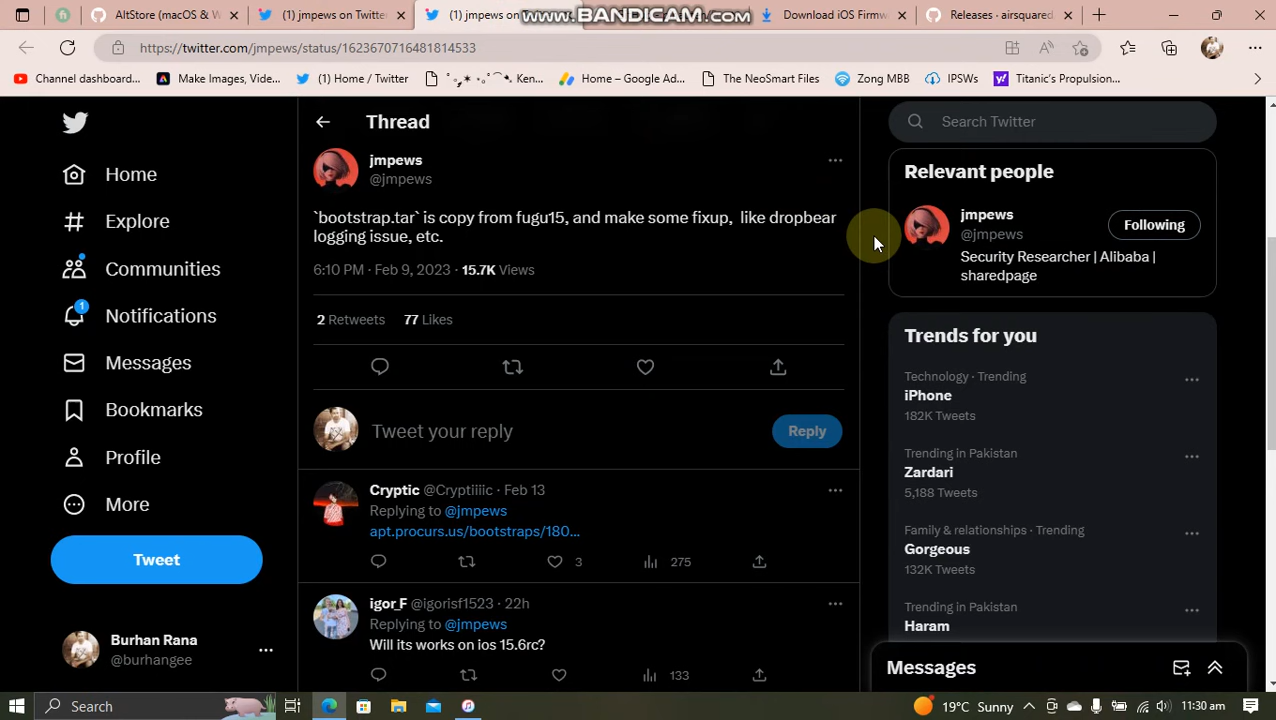 AltStore (macOS & W
(1) jmpews on Twitter
(1) jmpews on
www.BANDICAM.com
Download iOS Firmw
Releases · airsquared
https://twitter.com/jmpews/status/1623670716481814533
Channel dashboard...
Make Images, Vide...
(1) Home / Twitter
Ken...
Home – Google Ad...
The NeoSmart Files
Zong MBB
IPSWs
Titanic's Propulsion...
Home
Explore
Communities
1
Notifications
Messages
Bookmarks
Profile
More
Tweet
Burhan Rana
@burhangee
Thread
jmpews
@jmpews
`bootstrap.tar` is copy from fugu15, and make some fixup, like dropbear
logging issue, etc.
6:10 PM · Feb 9, 2023 · 15.7K Views
2 Retweets 77 Likes
Tweet your reply
Reply
Cryptic @Cryptiiiic · Feb 13
Replying to @jmpews
apt.procurs.us/bootstraps/180...
3 275
igor_F @igorisf1523 · 22h
Replying to @jmpews
Will its works on ios 15.6rc?
133
Search Twitter
Relevant people
jmpews
@jmpews
Following
Security Researcher | Alibaba |
sharedpage
Trends for you
Technology · Trending
iPhone
182K Tweets
Trending in Pakistan
Zardari
5,188 Tweets
Family & relationships · Trending
Gorgeous
132K Tweets
Trending in Pakistan
Haram
Messages
Search
19°C Sunny
11:30 am